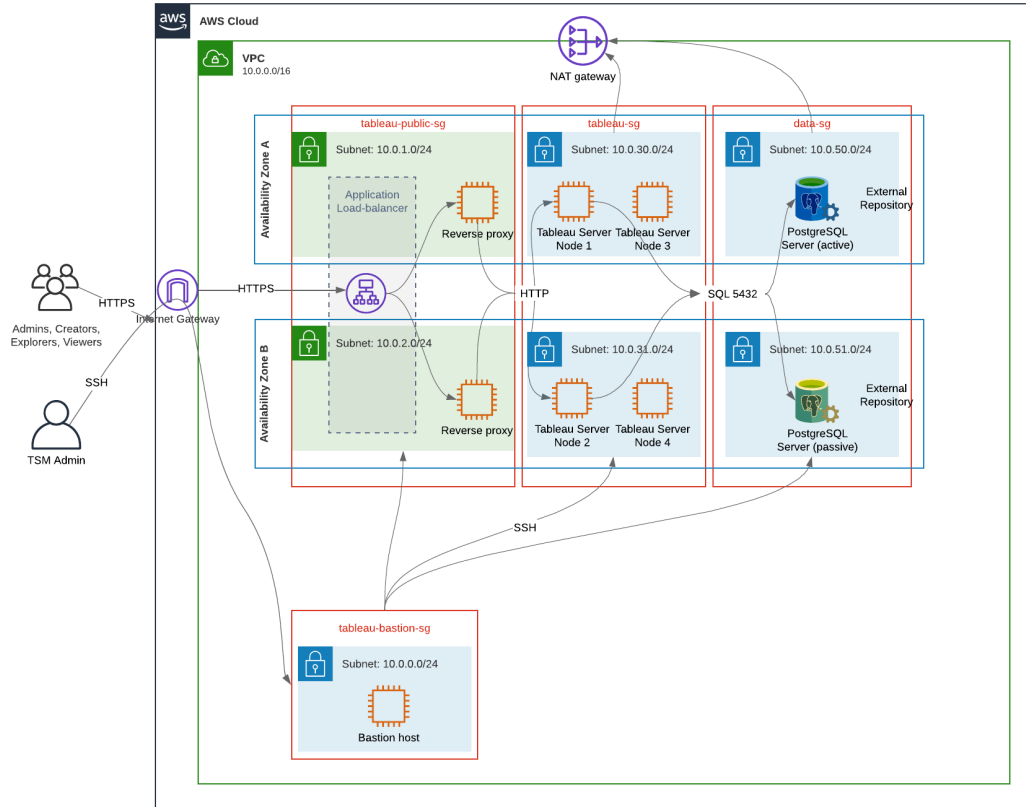 aws
AWS Cloud
VPC
10.0.0.0/16
NAT gateway
tableau-public-sg
tableau-sg
data-sg
Availability Zone A
Subnet: 10.0.1.0/24
Subnet: 10.0.30.0/24
Subnet: 10.0.50.0/24
Application
Load-balancer
Reverse proxy
Tableau Server
Node 1
Tableau Server
Node 3
PostgreSQL
Server (active)
External
Repository
HTTPS
Admins, Creators,
Explorers, Viewers
Internet Gateway
HTTPS
HTTP
SQL 5432
SSH
TSM Admin
Availability Zone B
Subnet: 10.0.2.0/24
Subnet: 10.0.31.0/24
Subnet: 10.0.51.0/24
Reverse proxy
Tableau Server
Node 2
Tableau Server
Node 4
PostgreSQL
Server (passive)
External
Repository
SSH
tableau-bastion-sg
Subnet: 10.0.0.0/24
Bastion host